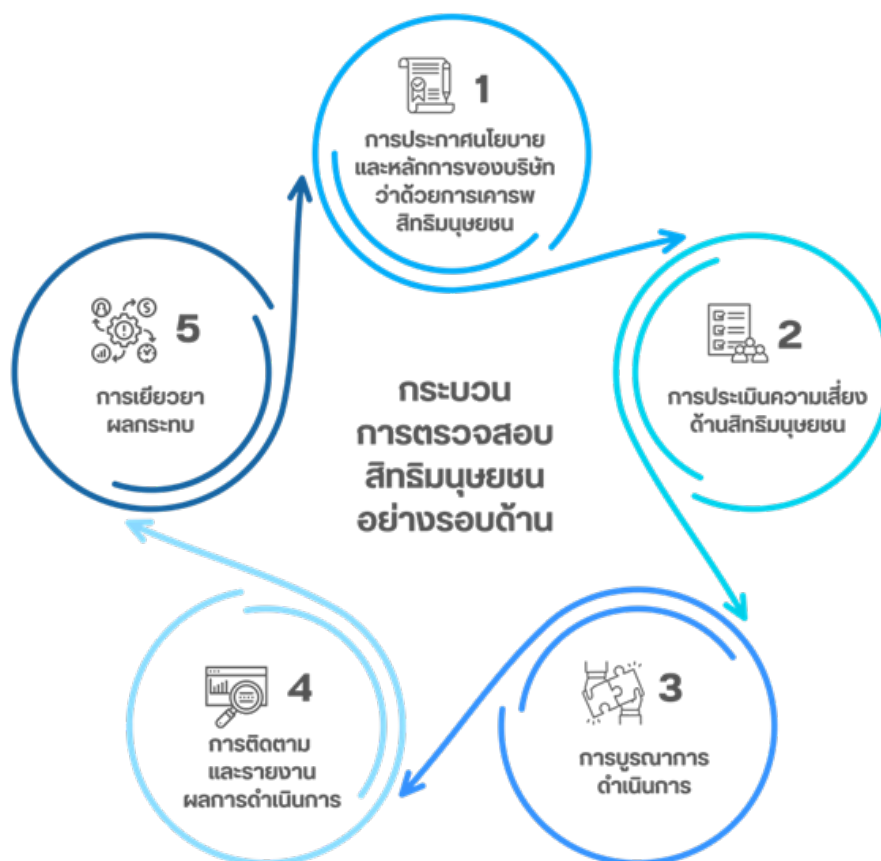 1
การประกาศนโยบาย
และหลักการของบริษัท
ว่าด้วยการเคารพ
สิทธิมนุษยชน
2
การประเมินความเสี่ยง
ด้านสิทธิมนุษยชน
3
การบูรณาการ
ดำเนินการ
4
การติดตาม
และรายงาน
ผลการดำเนินการ
5
การเยียวยา
ผลกระทบ
กระบวน
การตรวจสอบ
สิทธิมนุษยชน
อย่างรอบด้าน